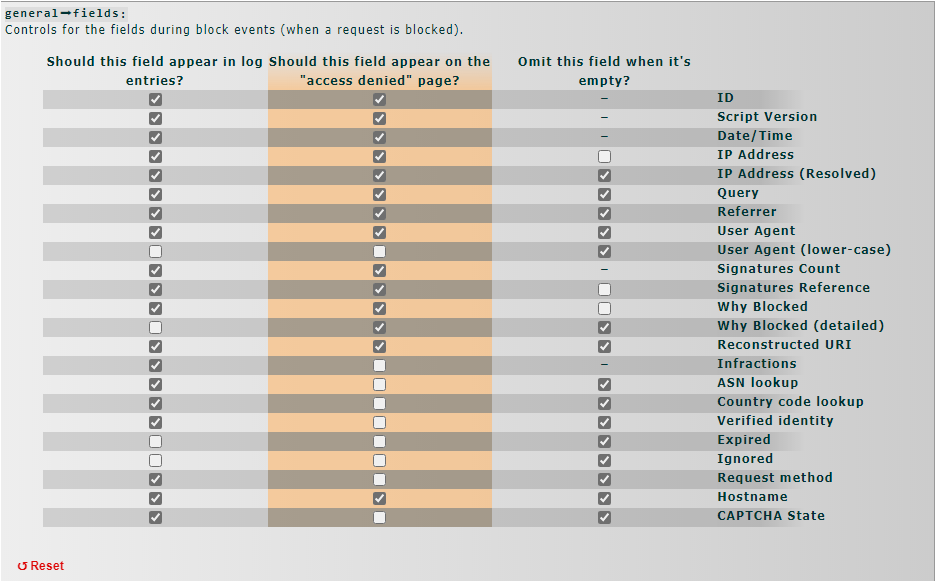 general→fields:
Controls for the fields during block events (when a request is blocked).
Should this field appear in log entries?
Should this field appear on the "access denied" page?
Omit this field when it's empty?
– ID
– Script Version
– Date/Time
IP Address
IP Address (Resolved)
Query
Referrer
User Agent
User Agent (lower-case)
– Signatures Count
Signatures Reference
Why Blocked
Why Blocked (detailed)
Reconstructed URI
– Infractions
ASN lookup
Country code lookup
Verified identity
Expired
Ignored
Request method
Hostname
CAPTCHA State
↺ Reset